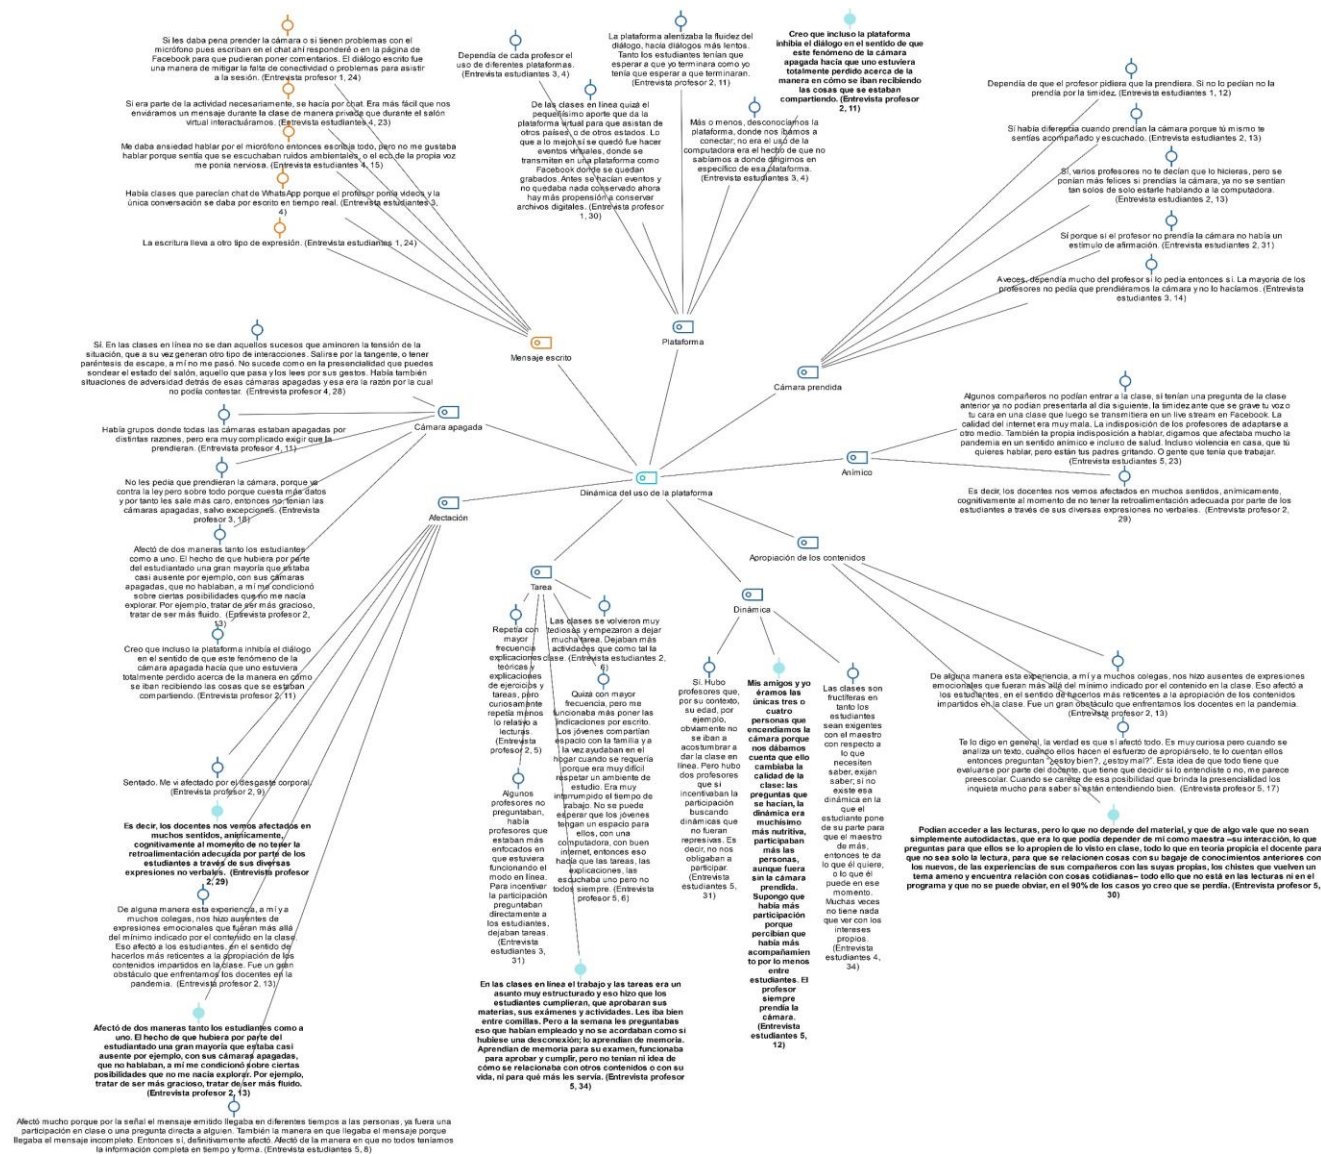 Si les daba pena prender la cámara o si tienen problemas con el
micrófono pues escriban en el chat ahí responderé o en la página de
Facebook para que pudieran poner comentarios. El diálogo escrito fue
una manera de mitigar la falta de conectividad o problemas para asistir
a la sesión. (Entrevista profesor 1, 24)
Si era parte de la actividad necesariamente, se hacía por chat. Era más fácil que nos
enviáramos un mensaje durante la clase de manera privada que durante el salón
virtual interactuáramos. (Entrevista estudiantes 4, 23)
Me daba ansiedad hablar por el micrófono entonces escribía todo, pero no me gustaba
hablar porque sentía que se escuchaban ruidos ambientales, o el eco de la propia voz
me ponía nerviosa. (Entrevista estudiantes 4, 15)
Había clases que parecían chat de WhatsApp porque el profesor ponía videos y la
única conversación se daba por escrito en tiempo real. (Entrevista estudiantes 3,
4)
La escritura lleva a otro tipo de expresión. (Entrevista estudiantes 1, 24)
Mensaje escrito
Dependía de cada profesor el
uso de diferentes plataformas.
(Entrevista estudiantes 3, 4)
De las clases en línea quizá el
pequeñísimo aporte que da la
plataforma virtual para que asistan de
otros países, o de otros estados. Lo
que a lo mejor sí se quedó fue hacer
eventos virtuales, donde se
transmiten en una plataforma como
Facebook donde se quedan
grabados. Antes se hacían eventos y
no quedaba nada conservado ahora
hay más propensión a conservar
archivos digitales. (Entrevista profesor
1, 30)
La plataforma alentizaba la fluidez del
diálogo, hacía diálogos más lentos.
Tanto los estudiantes tenían que
esperar a que yo terminara como yo
tenía que esperar a que terminaran.
(Entrevista profesor 2, 11)
Más o menos, desconocíamos la
plataforma, donde nos íbamos a
conectar; no era el uso de la
computadora era el hecho de que no
sabíamos a donde dirigirnos en
específico de esa plataforma.
(Entrevista estudiantes 3, 4)
Creo que incluso la plataforma
inhibía el diálogo en el sentido de que
este fenómeno de la cámara
apagada hacía que uno estuviera
totalmente perdido acerca de la
manera en cómo se iban recibiendo
las cosas que se estaban
compartiendo. (Entrevista profesor
2, 11)
Plataforma
Dependía de que el profesor pidiera que la prendiera. Si no lo pedían no la
prendía por la timidez. (Entrevista estudiantes 1, 12)
Sí había diferencia cuando prendían la cámara porque tú mismo te
sentías acompañado y escuchado. (Entrevista estudiantes 2, 13)
Sí, varios profesores no te decían que lo hicieras, pero se
ponían más felices si prendías la cámara, ya no se sentían
tan solos de solo estarle hablando a la computadora.
(Entrevista estudiantes 2, 13)
Sí porque si el profesor no prendía la cámara no había un
estímulo de afirmación. (Entrevista estudiantes 2, 31)
A veces, dependía mucho del profesor si lo pedía entonces sí. La mayoría de los
profesores no pedía que prendiéramos la cámara y no lo hacíamos. (Entrevista
estudiantes 3, 14)
Cámara prendida
Sí. En las clases en línea no se dan aquellos sucesos que aminoren la tensión de la
situación, que a su vez generan otro tipo de interacciones. Salirse por la tangente, o tener
paréntesis de escape, a mí no me pasó. No sucede como en la presencialidad que puedes
sondear el estado del salón, aquello que pasa y los lees por sus gestos. Había también
situaciones de adversidad detrás de esas cámaras apagadas y esa era la razón por la cual
no podía contestar. (Entrevista profesor 4, 28)
Había grupos donde todas las cámaras estaban apagadas por
distintas razones, pero era muy complicado exigir que la
prendieran. (Entrevista profesor 4, 11)
No les pedía que prendieran la cámara, porque va
contra la ley pero sobre todo porque cuesta más datos
y por tanto les sale más caro, entonces no tenían las
cámaras apagadas, salvo excepciones. (Entrevista
profesor 3, 18)
Afectó de dos maneras tanto los estudiantes
como a uno. El hecho de que hubiera por parte
del estudiantado una gran mayoría que estaba
casi ausente por ejemplo, con sus cámaras
apagadas, que no hablaban, a mí me condicionó
sobre ciertas posibilidades que no me nacía
explorar. Por ejemplo, tratar de ser más gracioso,
tratar de ser más fluido. (Entrevista profesor 2,
13)
Creo que incluso la plataforma inhibía el diálogo
en el sentido de que este fenómeno de la
cámara apagada hacía que uno estuviera
totalmente perdido acerca de la manera en cómo
se iban recibiendo las cosas que se estaban
compartiendo. (Entrevista profesor 2, 11)
Cámara apagada
Algunos compañeros no podían entrar a la clase, si tenían una pregunta de la clase
anterior ya no podían presentarla al día siguiente, la timidez ante que se grave tu voz o
tu cara en una clase que luego se transmitiera en un live stream en Facebook. La
calidad del internet era muy mala. La indisposición de los profesores de adaptarse a
otro medio. También la propia indisposición a hablar, digamos que afectaba mucho la
pandemia en un sentido anímico e incluso de salud. Incluso violencia en casa, que tú
quieres hablar, pero están tus padres gritando. O gente que tenía que trabajar.
(Entrevista estudiantes 5, 23)
Es decir, los docentes nos vemos afectados en muchos sentidos, anímicamente,
cognitivamente al momento de no tener la retroalimentación adecuada por parte de los
estudiantes a través de sus diversas expresiones no verbales. (Entrevista profesor 2,
29)
Anímico
Dinámica del uso de la plataforma
Afectación
Sentado. Me vi afectado por el desgaste corporal.
(Entrevista profesor 2, 9)
Es decir, los docentes nos vemos afectados en
muchos sentidos, anímicamente,
cognitivamente al momento de no tener la
retroalimentación adecuada por parte de los
estudiantes a través de sus diversas
expresiones no verbales. (Entrevista profesor
2, 29)
De alguna manera esta experiencia, a mí y a
muchos colegas, nos hizo ausentes de
expresiones emocionales que fueran más allá
del mínimo indicado por el contenido en la clase.
Eso afectó a los estudiantes, en el sentido de
hacerlos más reticentes a la apropiación de los
contenidos impartidos en la clase. Fue un gran
obstáculo que enfrentamos los docentes en la
pandemia. (Entrevista profesor 2, 13)
Afectó de dos maneras tanto los estudiantes como a
uno. El hecho de que hubiera por parte del
estudiantado una gran mayoría que estaba casi
ausente por ejemplo, con sus cámaras apagadas,
que no hablaban, a mí me condicionó sobre ciertas
posibilidades que no me nacía explorar. Por ejemplo,
tratar de ser más gracioso, tratar de ser más fluido.
(Entrevista profesor 2, 13)
Afectó mucho porque por la señal el mensaje emitido llegaba en diferentes tiempos a las personas, ya fuera una
participación en clase o una pregunta directa a alguien. También la manera en que llegaba el mensaje porque
llegaba el mensaje incompleto. Entonces sí, definitivamente afectó. Afectó de la manera en que no todos teníamos
la información completa en tiempo y forma. (Entrevista estudiantes 5, 8)
Tarea
Repetía con
mayor
frecuencia
explicaciones
teóricas y
explicaciones
de ejercicios y
tareas, pero
curiosamente
repetía menos
lo relativo a
lecturas.
(Entrevista
profesor 2, 5)
Las clases se volvieron muy
tediosas y empezaron a dejar
mucha tarea. Dejaban más
actividades que como tal la
clase. (Entrevista estudiantes 2,
6)
Algunos
profesores no
preguntaban,
había
profesores que
estaban más
enfocados en
que estuviera
funcionando el
modo en línea.
Para incentivar
la participación
preguntaban
directamente a
los estudiantes,
dejaban tareas.
(Entrevista
estudiantes 3,
31)
Quizá con mayor
frecuencia, pero me
funcionaba más poner las
indicaciones por escrito.
Los jóvenes compartían
espacio con la familia y a
la vez ayudaban en el
hogar cuando se requería
porque era muy difícil
respetar un ambiente de
estudio. Era muy
interrumpido el tiempo de
trabajo. No se puede
esperar que los jóvenes
tengan un espacio para
ellos, con una
computadora, con buen
internet, entonces eso
hacía que las tareas, las
explicaciones, las
escuchaba uno pero no
todos siempre. (Entrevista
profesor 5, 6)
En las clases en línea el trabajo y las tareas era un
asunto muy estructurado y eso hizo que los
estudiantes cumplieran, que aprobaran sus
materias, sus exámenes y actividades. Les iba bien
entre comillas. Pero a la semana les preguntabas
eso que habían empleado y no se acordaban como si
hubiese una desconexión; lo aprendían de memoria.
Aprendían de memoria para su examen, funcionaba
para aprobar y cumplir, pero no tenían ni idea de
cómo se relacionaba con otros contenidos o con su
vida, ni para qué más les servía. (Entrevista profesor
5, 34)
Dinámica
Sí. Hubo
profesores que,
por su contexto,
su edad, por
ejemplo,
obviamente no
se iban a
acostumbrar a
dar la clase en
línea. Pero hubo
dos profesores
que sí
incentivaban la
participación
buscando
dinámicas que
no fueran
represivas. Es
decir, no nos
obligaban a
participar.
(Entrevista
estudiantes 5,
31)
Mis amigos y yo
éramos las
únicas tres o
cuatro personas
que
encendíamos la
cámara porque
nos dábamos
cuenta que ello
cambiaba la
calidad de la
clase: las
preguntas que
se hacían, la
dinámica era
muchísimo
más nutritiva,
participaban
más las
personas,
aunque fuera
sin la cámara
prendida.
Supongo que
había más
participación
porque
percibían que
había más
acompañamien
to por lo menos
entre
estudiantes. El
profesor
siempre
prendía la
cámara.
(Entrevista
estudiantes 5,
12)
Las clases son
fructíferas en
tanto los
estudiantes
sean exigentes
con el maestro
con respecto a
lo que
necesiten
saber, exijan
saber; si no
existe esa
dinámica en la
que el
estudiante pone
de su parte para
que el maestro
de más,
entonces te da
lo que él quiera,
o lo que él
puede en ese
momento.
Muchas veces
no tiene nada
que ver con los
intereses
propios.
(Entrevista
estudiantes 4,
34)
Apropiación de los contenidos
De alguna manera esta experiencia, a mí y a muchos colegas, nos hizo ausentes de expresiones
emocionales que fueran más allá del mínimo indicado por el contenido en la clase. Eso afectó a
los estudiantes, en el sentido de hacerlos más reticentes a la apropiación de los contenidos
impartidos en la clase. Fue un gran obstáculo que enfrentamos los docentes en la pandemia.
(Entrevista profesor 2, 13)
Te lo digo en general, la verdad es que sí afectó todo. Es muy curiosa pero cuando se
analiza un texto, cuando ellos hacen el esfuerzo de apropiárselo, te lo cuentan ellos
entonces preguntan "¿estoy bien?, ¿estoy mal?". Esta idea de que todo tiene que
evaluarse por parte del docente, que tiene que decidir si lo entendiste o no, me parece
preescolar. Cuando se carece de esa posibilidad que brinda la presencialidad los
inquieta mucho para saber si están entendiendo bien. (Entrevista profesor 5, 17)
Podían acceder a las lecturas, pero lo que no depende del material, y que de algo vale que no sean
simplemente autodidactas, que era lo que podía depender de mí como maestra –su interacción, lo que
preguntas para que ellos se lo apropien de lo visto en clase, todo lo que en teoría propicia el docente para
que no sea solo la lectura, para que se relacionen cosas con su bagaje de conocimientos anteriores con
los nuevos, de las experiencias de sus compañeros con las suyas propias, los chistes que vuelven un
tema ameno y encuentra relación con cosas cotidianas– todo ello que no está en las lecturas ni en el
programa y que no se puede obviar, en el 90% de los casos yo creo que se perdía. (Entrevista profesor 5,
30)